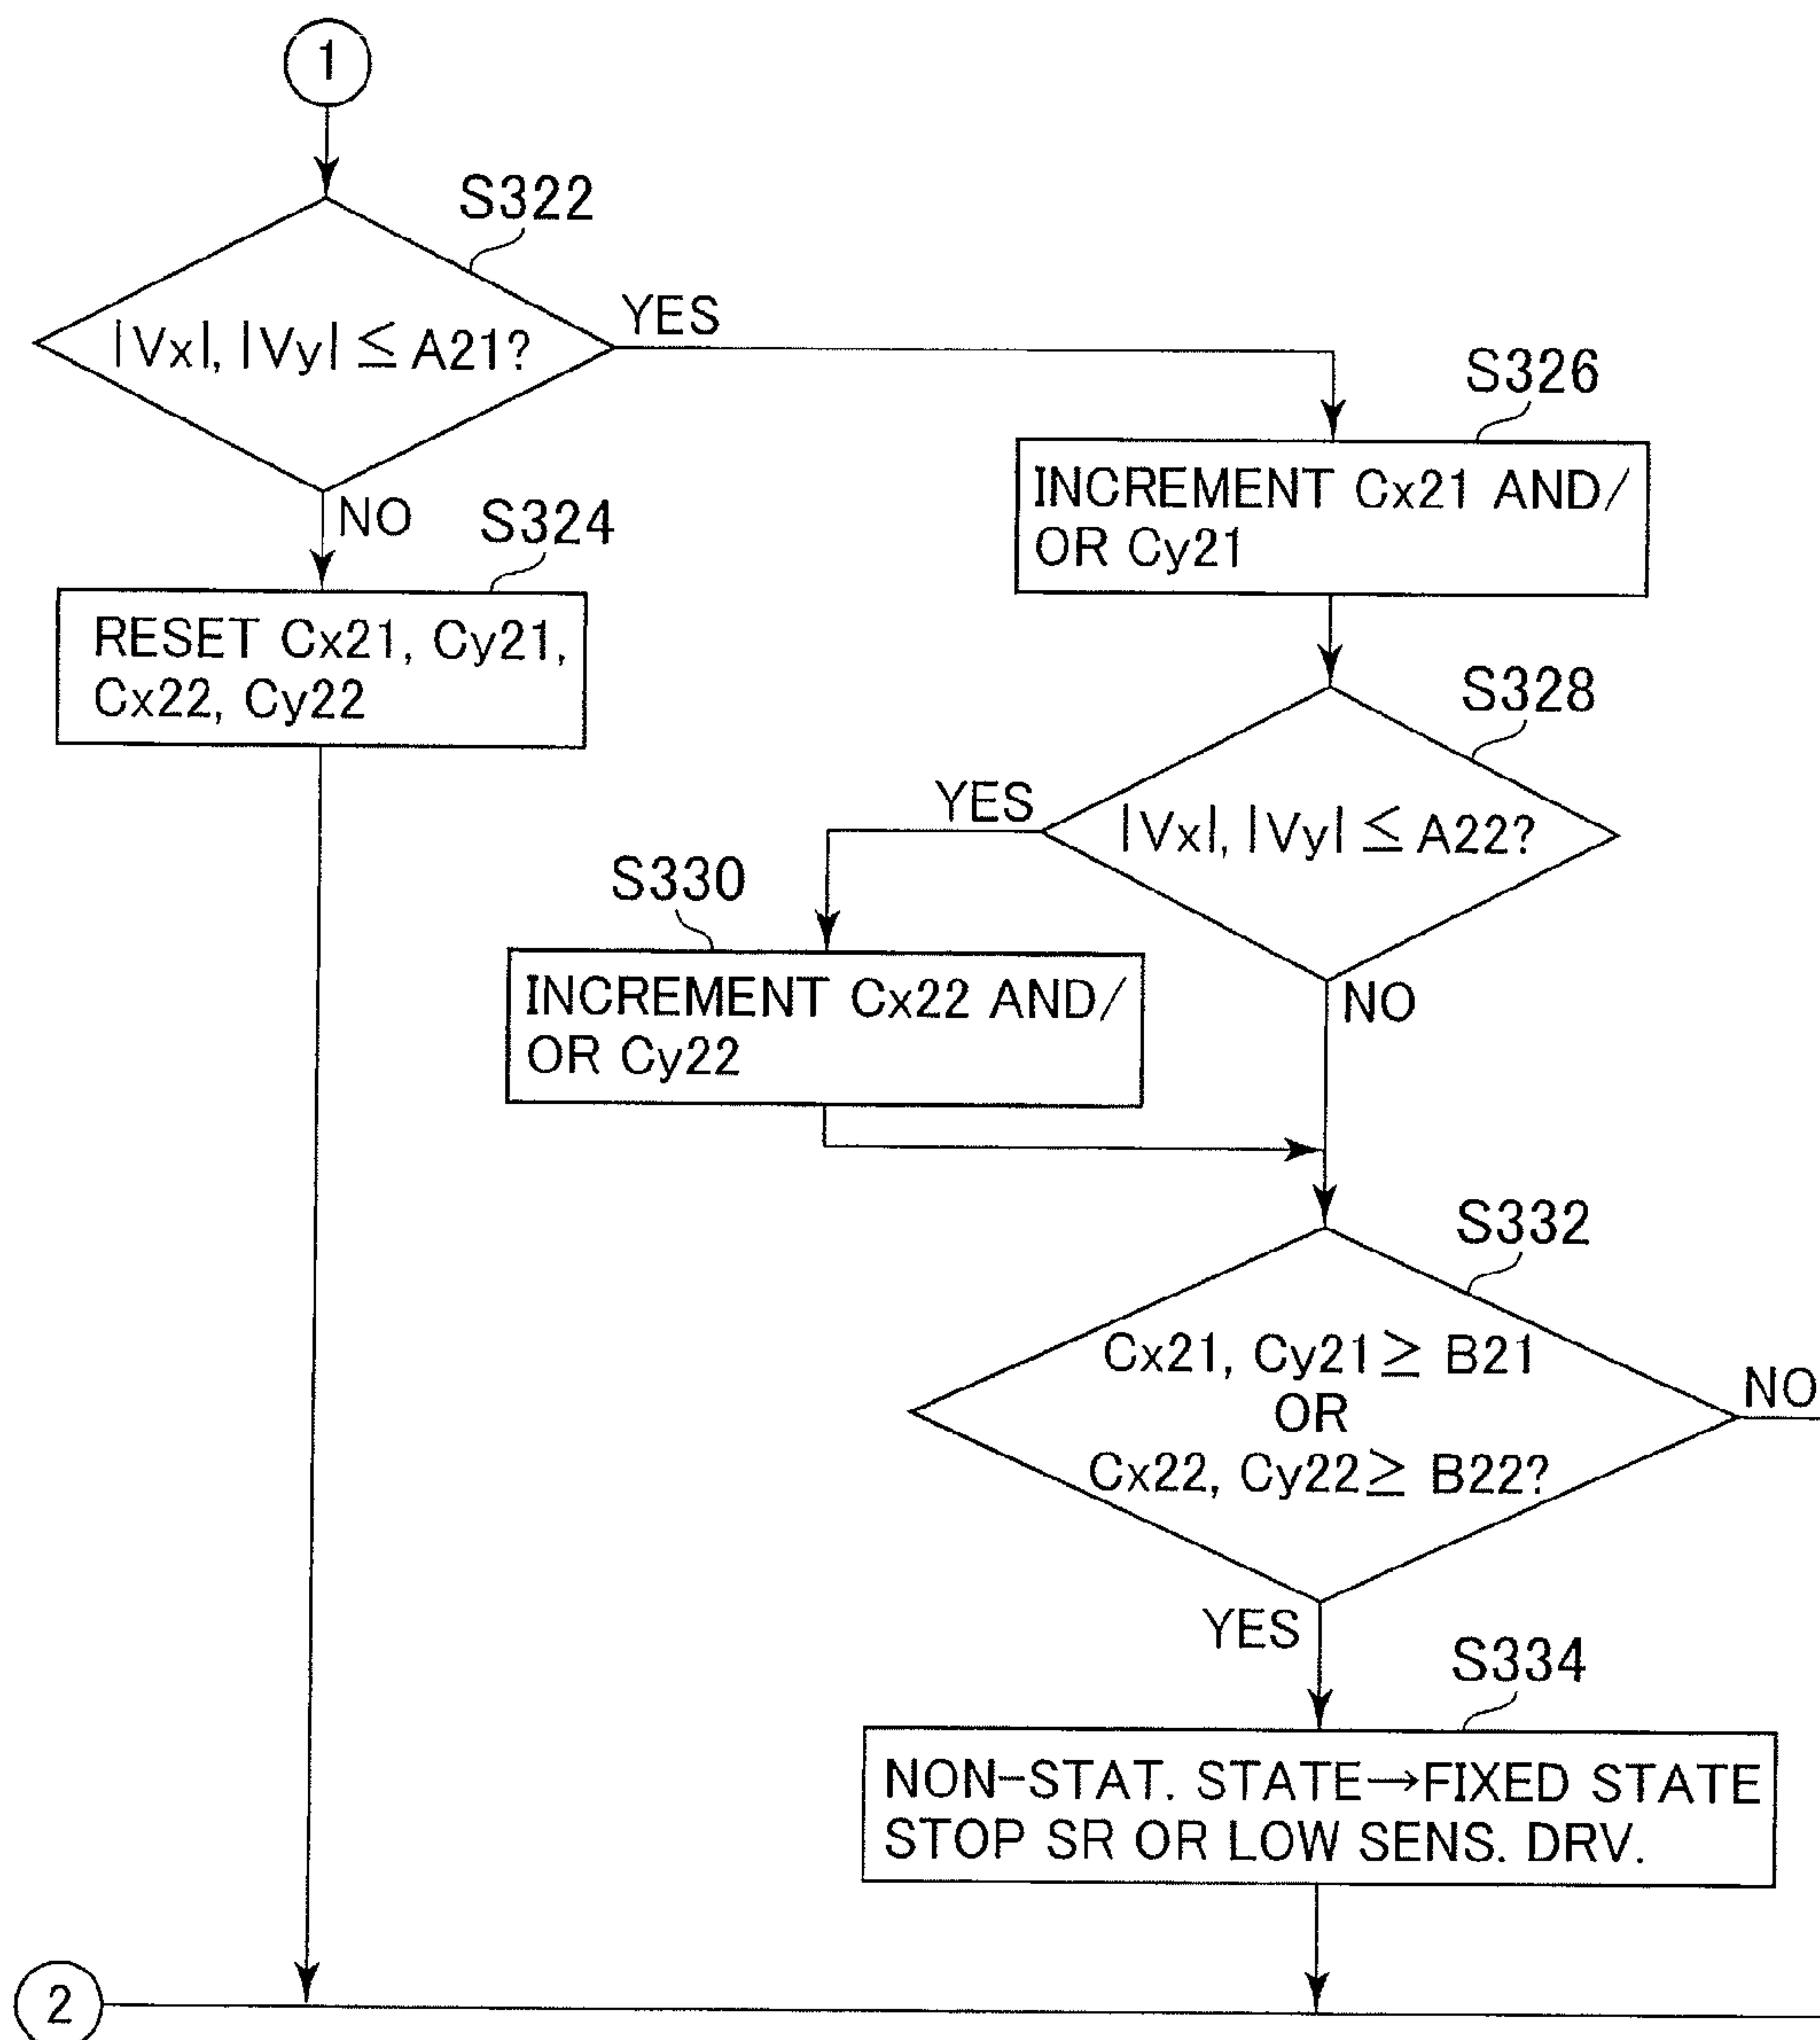 1
S322
|Vx|, |Vy| ≦ A21?
YES
NO
S324
RESET Cx21, Cy21,
Cx22, Cy22
S326
INCREMENT Cx21 AND/
OR Cy21
S328
|Vx|, |Vy| ≦ A22?
YES
NO
S330
INCREMENT Cx22 AND/
OR Cy22
S332
Cx21, Cy21≧ B21
OR
Cx22, Cy22≧ B22?
NO
YES
S334
NON-STAT. STATE→FIXED STATE
STOP SR OR LOW SENS. DRV.
2